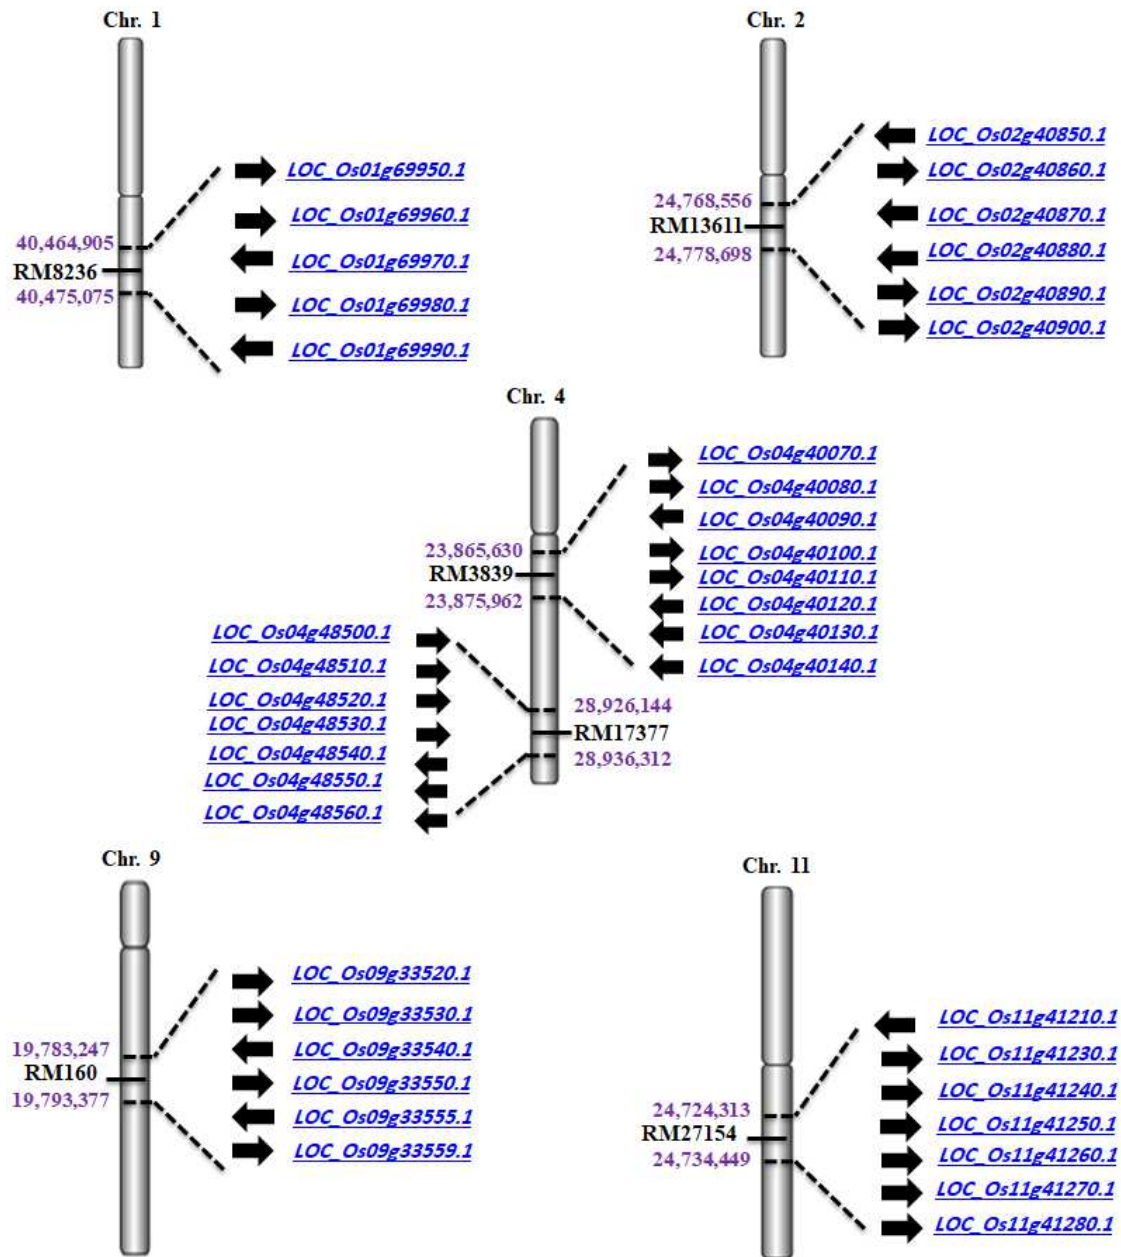 Chr. 1
40,464,905
RM8236
40,475,075
LOC_Os01g69950.1
LOC_Os01g69960.1
LOC_Os01g69970.1
LOC_Os01g69980.1
LOC_Os01g69990.1
Chr. 2
24,768,556
RM13611
24,778,698
LOC_Os02g40850.1
LOC_Os02g40860.1
LOC_Os02g40870.1
LOC_Os02g40880.1
LOC_Os02g40890.1
LOC_Os02g40900.1
Chr. 4
23,865,630
RM3839
23,875,962
LOC_Os04g40070.1
LOC_Os04g40080.1
LOC_Os04g40090.1
LOC_Os04g40100.1
LOC_Os04g40110.1
LOC_Os04g40120.1
LOC_Os04g40130.1
LOC_Os04g40140.1
LOC_Os04g48500.1
LOC_Os04g48510.1
LOC_Os04g48520.1
LOC_Os04g48530.1
LOC_Os04g48540.1
LOC_Os04g48550.1
LOC_Os04g48560.1
28,926,144
RM17377
28,936,312
Chr. 9
19,783,247
RM160
19,793,377
LOC_Os09g33520.1
LOC_Os09g33530.1
LOC_Os09g33540.1
LOC_Os09g33550.1
LOC_Os09g33555.1
LOC_Os09g33559.1
Chr. 11
24,724,313
RM27154
24,734,449
LOC_Os11g41210.1
LOC_Os11g41230.1
LOC_Os11g41240.1
LOC_Os11g41250.1
LOC_Os11g41260.1
LOC_Os11g41270.1
LOC_Os11g41280.1